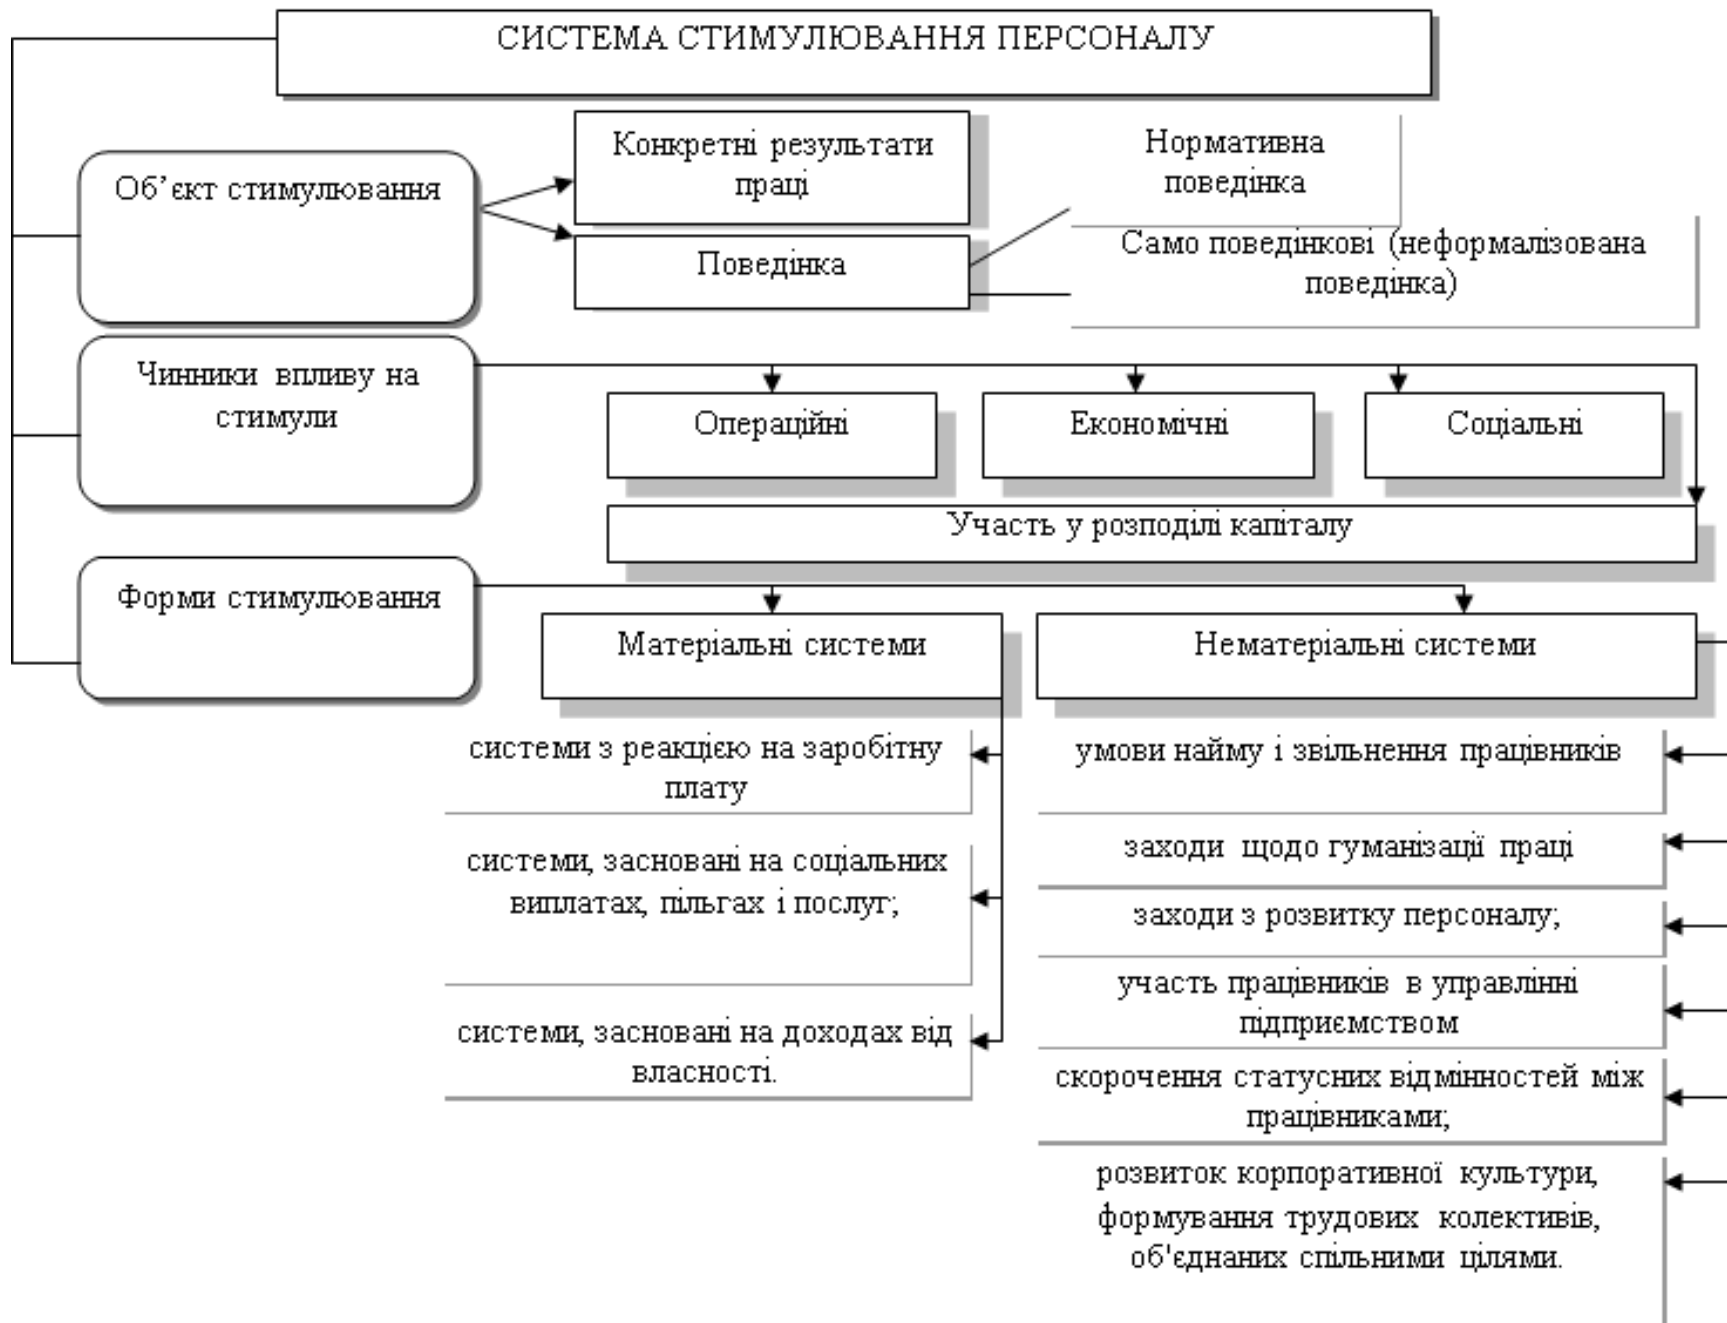 СИСТЕМА СТИМУЛЮВАННЯ ПЕРСОНАЛУ
Об’єкт стимулювання
Конкретні результати
праці
Поведінка
Нормативна
поведінка
Само поведінкові (неформалізована
поведінка)
Чинники впливу на
стимули
Операційні
Економічні
Соціальні
Участь у розподілі капіталу
Форми стимулювання
Матеріальні системи
системи з реакцією на заробітну
плату
системи, засновані на соціальних
виплатах, пільгах і послуг;
системи, засновані на доходах від
власності.
Нематеріальні системи
умови найму і звільнення працівників
заходи щодо гуманізації праці
заходи з розвитку персоналу;
участь працівників в управлінні
підприємством
скорочення статусних відмінностей між
працівниками;
розвиток корпоративної культури,
формування трудових колективів,
об'єднаних спільними цілями.